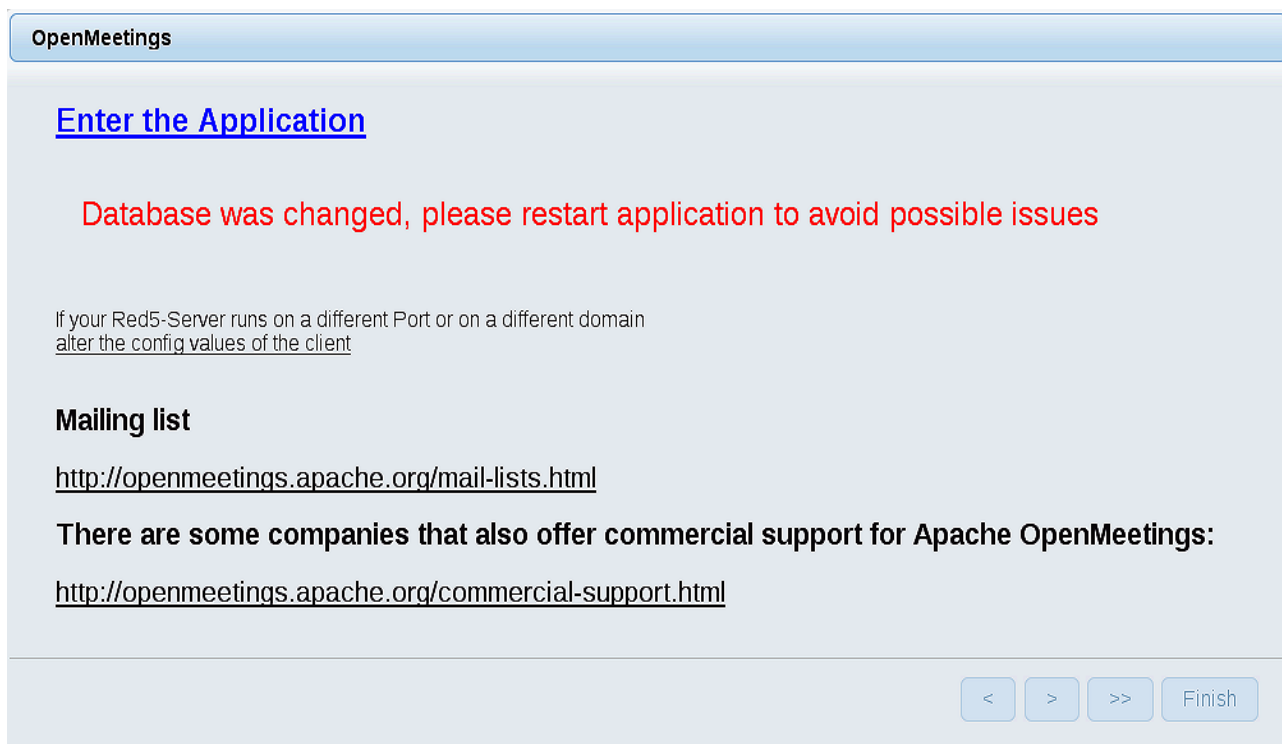 OpenMeetings
Enter the Application
Database was changed, please restart application to avoid possible issues
If your Red5-Server runs on a different Port or on a different domain
alter the config values of the client
Mailing list
http://openmeetings.apache.org/mail-lists.html
There are some companies that also offer commercial support for Apache OpenMeetings:
http://openmeetings.apache.org/commercial-support.html
< > >> Finish